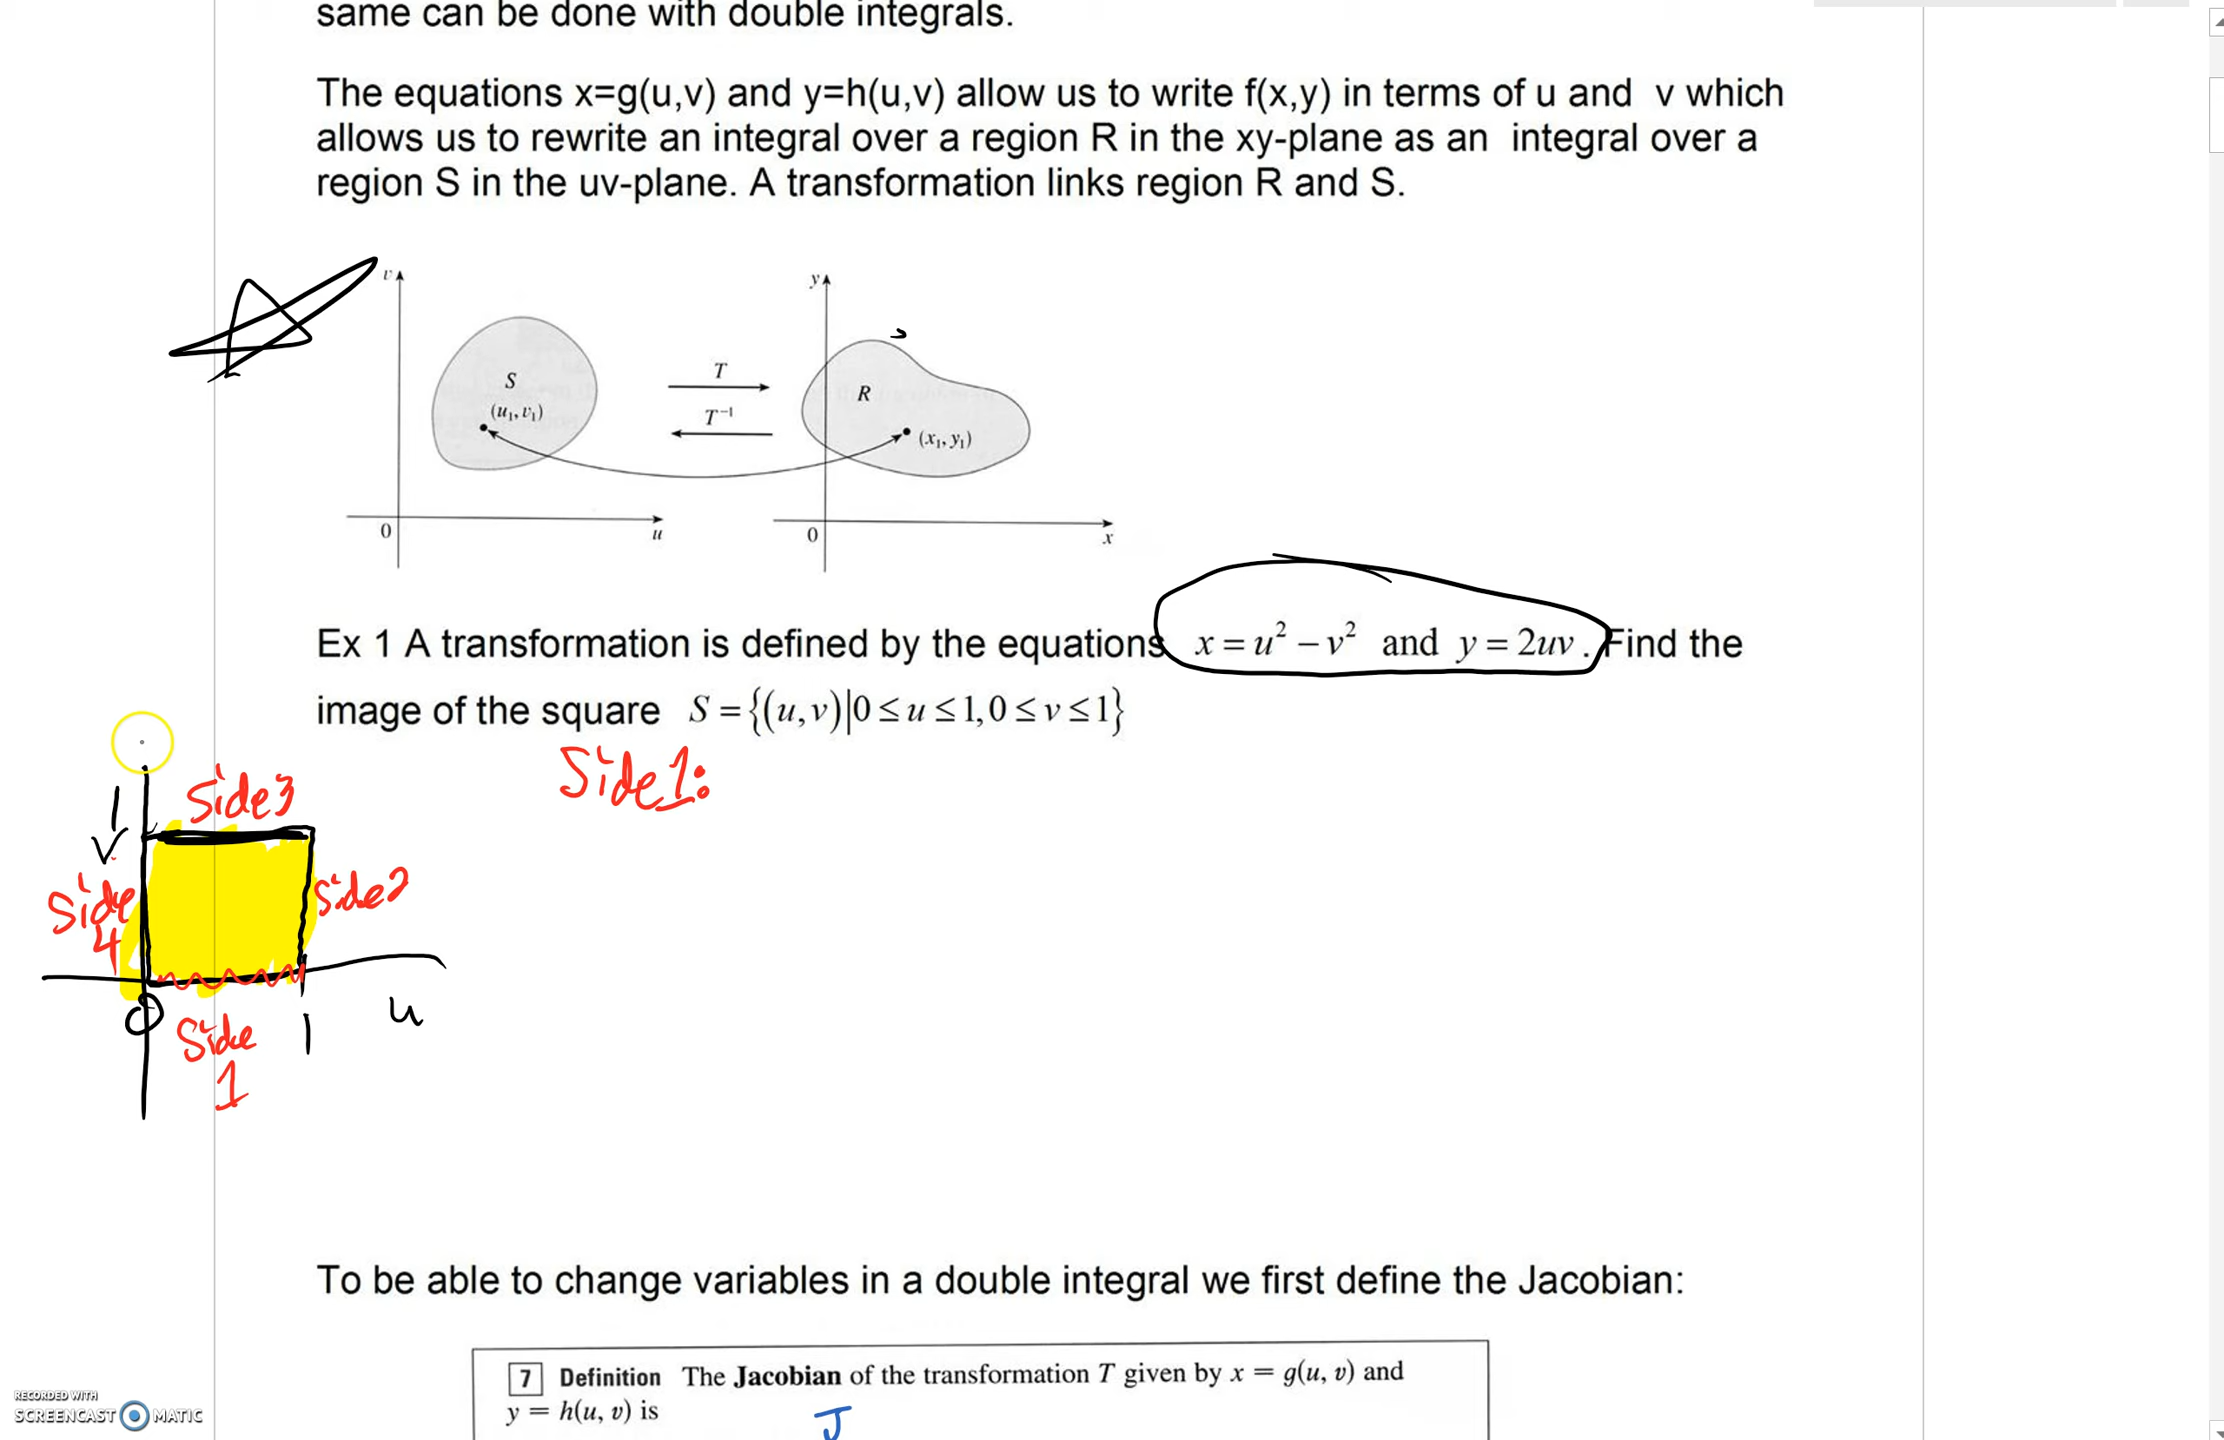 same can be done with double integrals.
The equations x=g(u,v) and y=h(u,v) allow us to write f(x,y) in terms of u and v which
allows us to rewrite an integral over a region R in the xy-plane as an integral over a
region S in the uv-plane. A transformation links region R and S.
v
y
S
(u₁, v₁)
T
T⁻¹
R
(x₁, y₁)
0
u
0
x
Ex 1 A transformation is defined by the equations x = u² − v² and y = 2uv . Find the
image of the square S = {(u,v)|0 ≤ u ≤ 1, 0 ≤ v ≤ 1}
Side 1:
Side 3
1
v
Side 4
Side 2
0
Side 1
1
u
To be able to change variables in a double integral we first define the Jacobian:
7 Definition The Jacobian of the transformation T given by x = g(u, v) and
y = h(u, v) is
J
RECORDED WITH
SCREENCAST MATIC